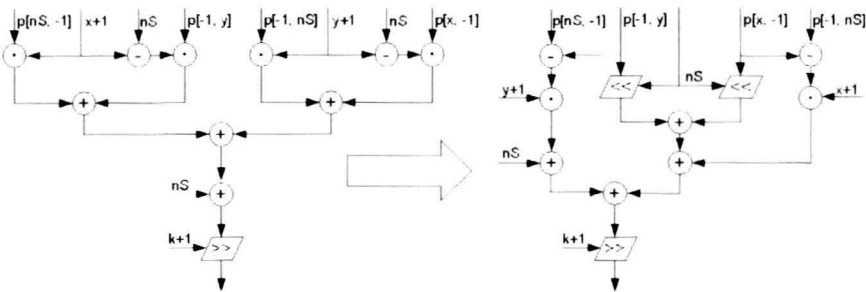 p[nS, -1] x+1 nS p[-1, y] p[-1, nS] y+1 nS p[x, -1]
· - · · - ·
+ +
+
nS +
k+1 >>
p[nS, -1] p[-1, y] p[x, -1] p[-1, nS]
- -
<< nS <<
y+1 · · x+1
+
nS + +
+
k+1 >>